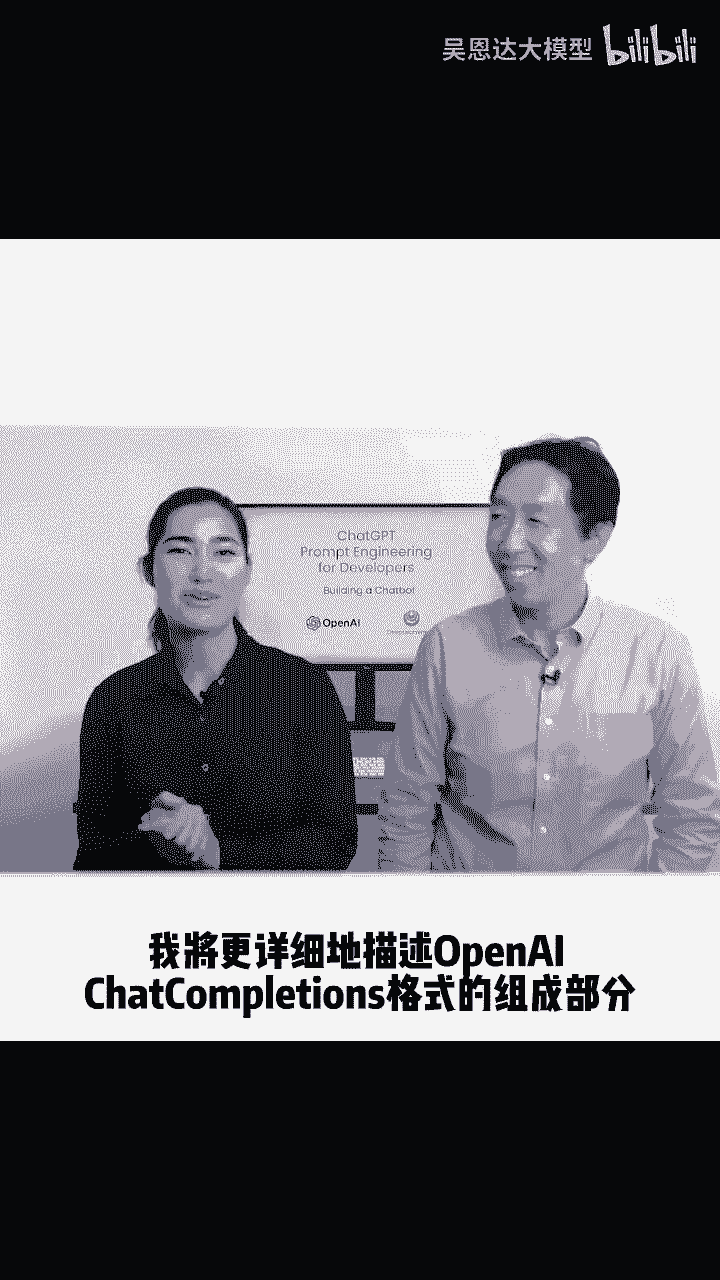 吴恩达大模型 bilibili
ChatGPT
Prompt Engineering
for Developers
Building a Chatbot
OpenAI
我將更详细地描述OpenAI
ChatCompletions格式的组成部分